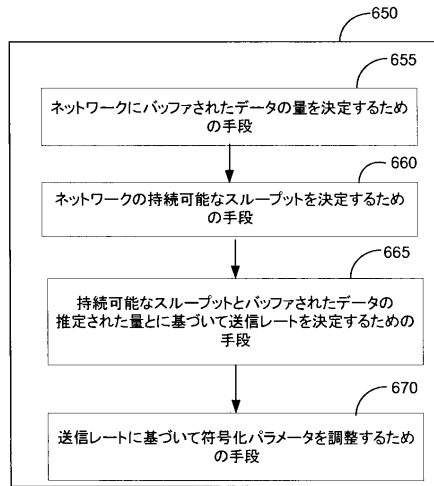 650
655
ネットワークにバッファされたデータの量を決定するため
の手段
660
ネットワークの持続可能なスループットを決定するための
手段
665
持続可能なスループットとバッファされたデータの
推定された量とに基づいて送信レートを決定するための
手段
670
送信レートに基づいて符号化パラメータを調整するため
の手段